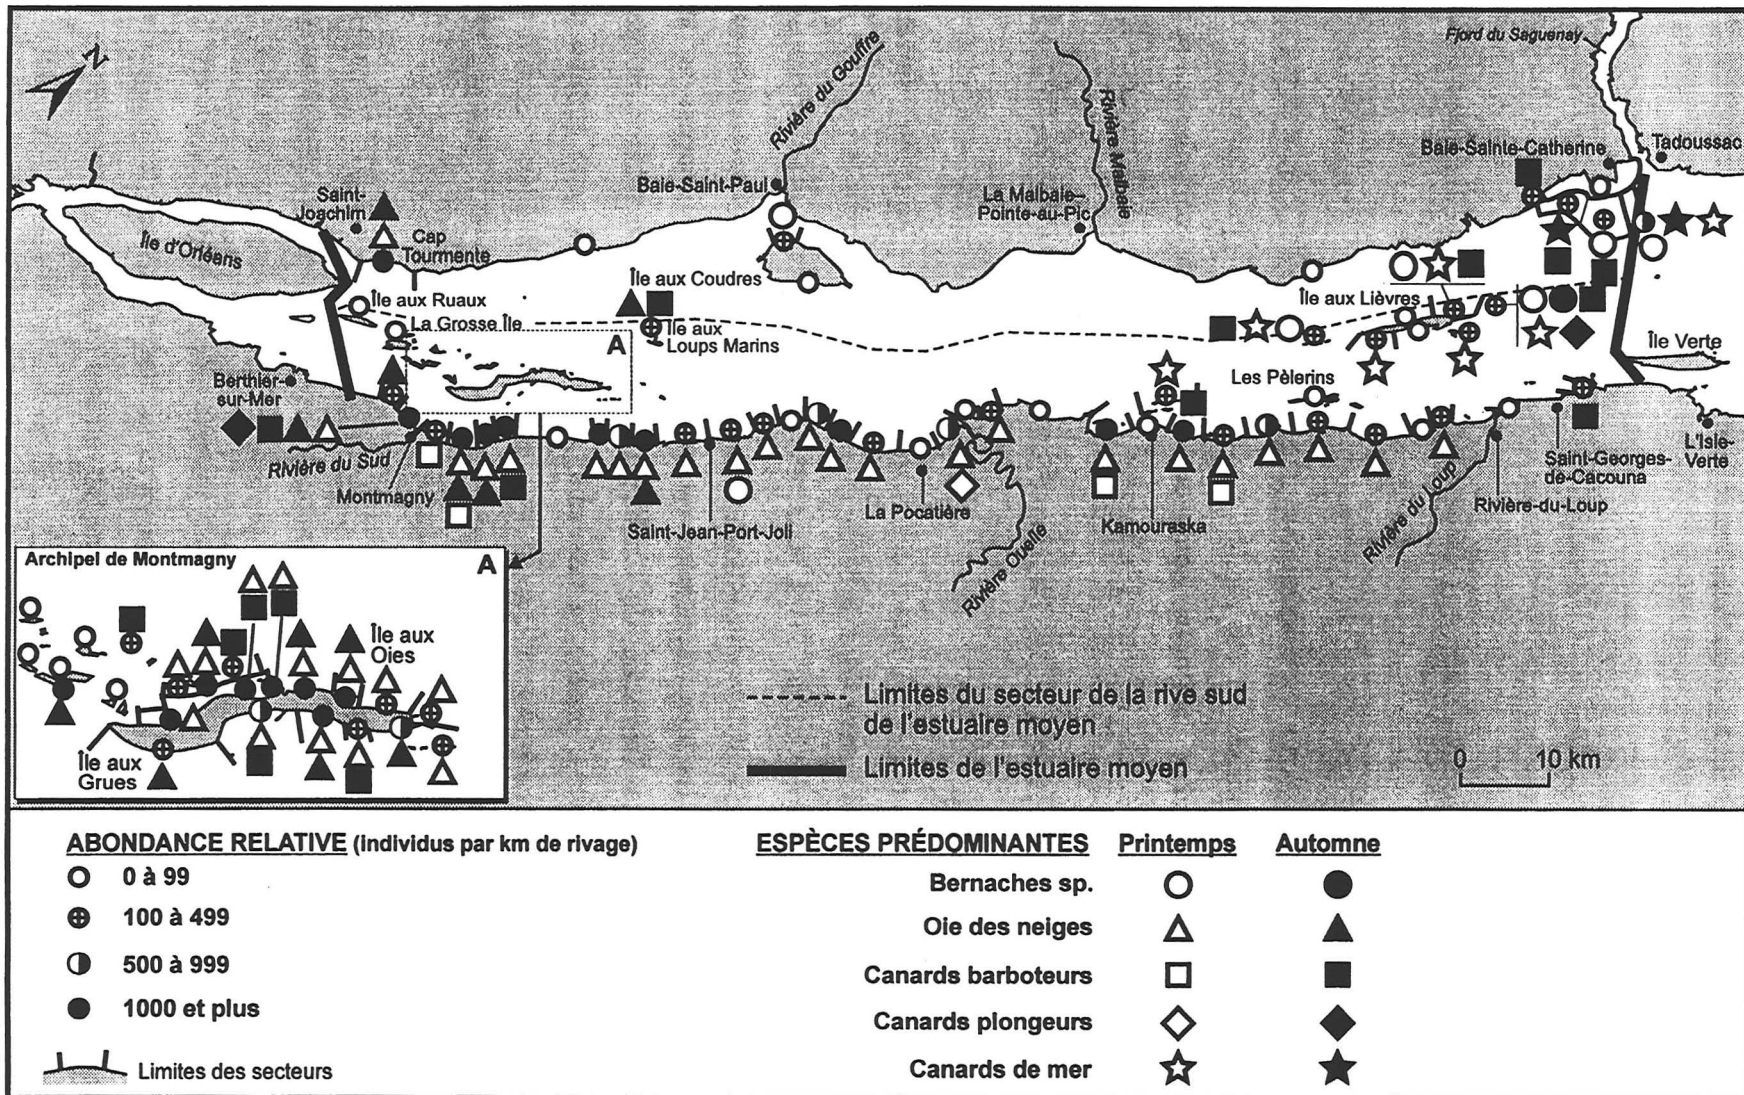 N
Fjord du Saguenay
Rivière du Gouffre
Rivière Malbaie
Baie-Sainte-Catherine
Tadoussac
Saint-
Joachim
Baie-Saint-Paul
La Malbaie–
Pointe-au-Pic
Île d'Orléans
Cap
Tourmente
Île aux Coudres
Île aux Ruaux
Île aux Lièvres
La Grosse Île
Île aux
Loups Marins
A
Île Verte
Berthier-
sur-Mer
Les Pèlerins
Rivière du Sud
Montmagny
Saint-Jean-Port-Joli
La Pocatière
Rivière Ouelle
Kamouraska
Rivière du Loup
Rivière-du-Loup
Saint-Georges-
de-Cacouna
L'Isle-
Verte
Archipel de Montmagny
A
Île aux
Oies
Île aux
Grues
Limites du secteur de la rive sud
de l'estuaire moyen
Limites de l'estuaire moyen
0 10 km
ABONDANCE RELATIVE (individus par km de rivage)
0 à 99
100 à 499
500 à 999
1000 et plus
Limites des secteurs
ESPÈCES PRÉDOMINANTES Printemps Automne
Bernaches sp.
Oie des neiges
Canards barboteurs
Canards plongeurs
Canards de mer